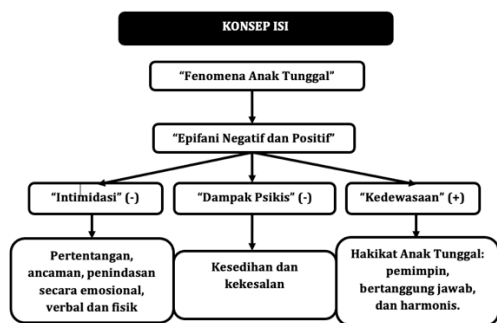 KONSEP ISI
“Fenomena Anak Tunggal”
“Epifani Negatif dan Positif”
“Intimidasi” (-)
“Dampak Psikis” (-)
“Kedewasaan” (+)
Pertentangan,
ancaman, penindasan
secara emosional,
verbal dan fisik
Kesedihan dan
kekesalan
Hakikat Anak Tunggal:
pemimpin,
bertanggung jawab,
dan harmonis.